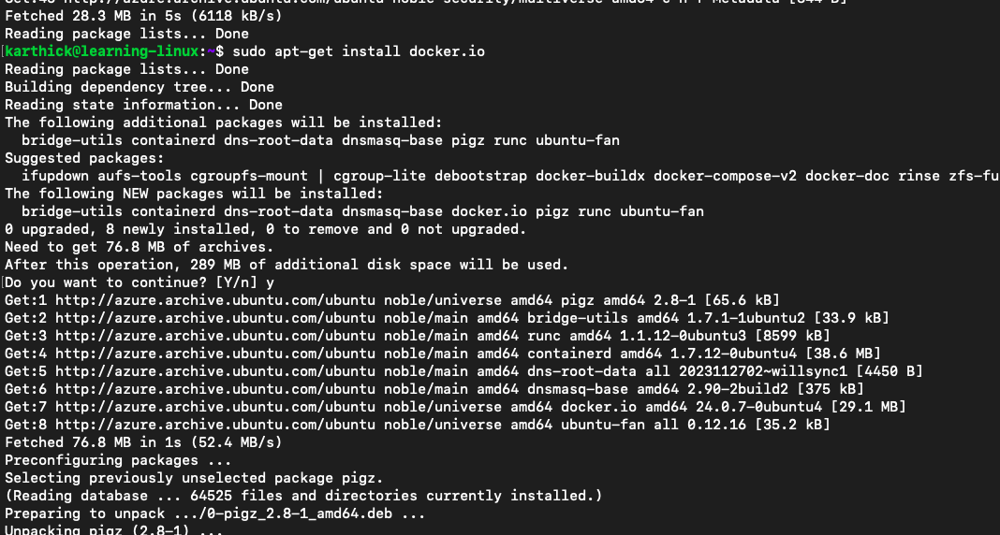 Get:48 http://azure.archive.ubuntu.com/ubuntu noble-security/multiverse amd64 c-n-f Metadata [344 B]
Fetched 28.3 MB in 5s (6118 kB/s)
Reading package lists... Done
[karthick@learning-linux:~$ sudo apt-get install docker.io
Reading package lists... Done
Building dependency tree... Done
Reading state information... Done
The following additional packages will be installed:
  bridge-utils containerd dns-root-data dnsmasq-base pigz runc ubuntu-fan
Suggested packages:
  ifupdown aufs-tools cgroupfs-mount | cgroup-lite debootstrap docker-buildx docker-compose-v2 docker-doc rinse zfs-fu
The following NEW packages will be installed:
  bridge-utils containerd dns-root-data dnsmasq-base docker.io pigz runc ubuntu-fan
0 upgraded, 8 newly installed, 0 to remove and 0 not upgraded.
Need to get 76.8 MB of archives.
After this operation, 289 MB of additional disk space will be used.
[Do you want to continue? [Y/n] y
Get:1 http://azure.archive.ubuntu.com/ubuntu noble/universe amd64 pigz amd64 2.8-1 [65.6 kB]
Get:2 http://azure.archive.ubuntu.com/ubuntu noble/main amd64 bridge-utils amd64 1.7.1-1ubuntu2 [33.9 kB]
Get:3 http://azure.archive.ubuntu.com/ubuntu noble/main amd64 runc amd64 1.1.12-0ubuntu3 [8599 kB]
Get:4 http://azure.archive.ubuntu.com/ubuntu noble/main amd64 containerd amd64 1.7.12-0ubuntu4 [38.6 MB]
Get:5 http://azure.archive.ubuntu.com/ubuntu noble/main amd64 dns-root-data all 2023112702~willsync1 [4450 B]
Get:6 http://azure.archive.ubuntu.com/ubuntu noble/main amd64 dnsmasq-base amd64 2.90-2build2 [375 kB]
Get:7 http://azure.archive.ubuntu.com/ubuntu noble/universe amd64 docker.io amd64 24.0.7-0ubuntu4 [29.1 MB]
Get:8 http://azure.archive.ubuntu.com/ubuntu noble/universe amd64 ubuntu-fan all 0.12.16 [35.2 kB]
Fetched 76.8 MB in 1s (52.4 MB/s)
Preconfiguring packages ...
Selecting previously unselected package pigz.
(Reading database ... 64525 files and directories currently installed.)
Preparing to unpack .../0-pigz_2.8-1_amd64.deb ...
Unpacking pigz (2.8-1) ...